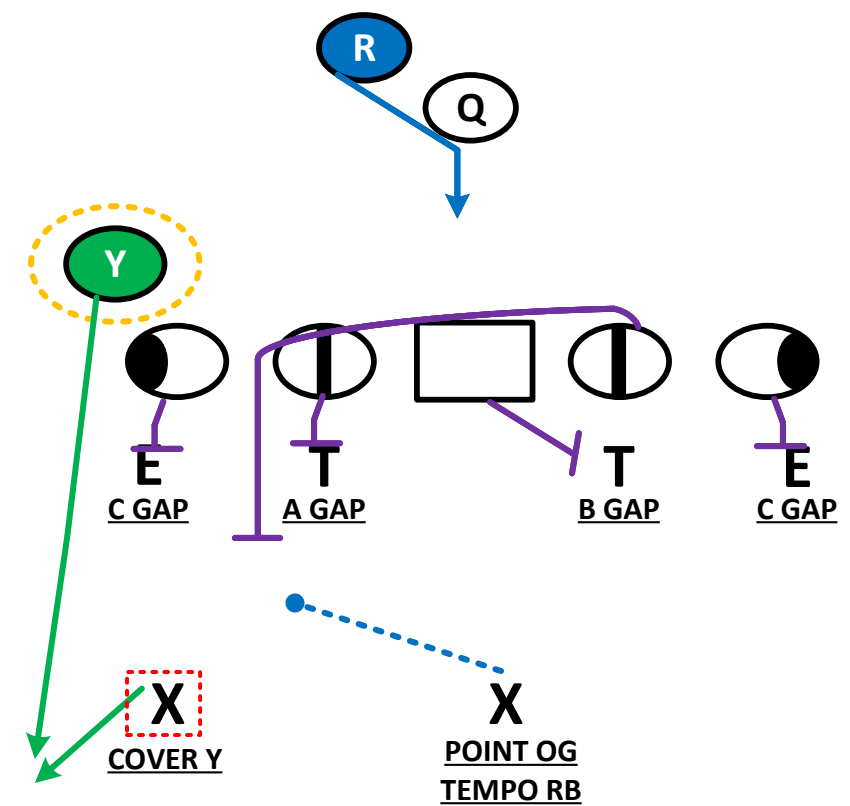 R
Q
Y
E T T E
C GAP A GAP B GAP C GAP
X X
COVER Y POINT OG
TEMPO RB